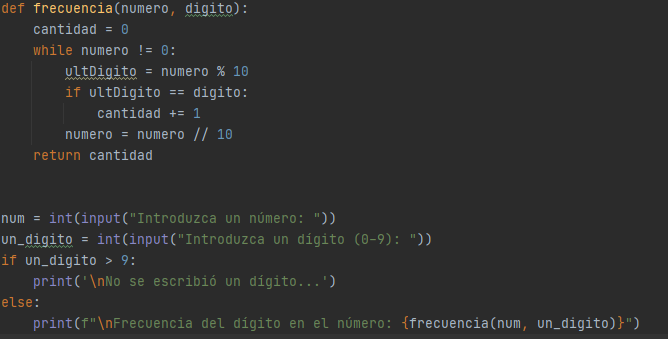 def frecuencia(numero, digito):
    cantidad = 0
    while numero != 0:
        ultDigito = numero % 10
        if ultDigito == digito:
            cantidad += 1
        numero = numero // 10
    return cantidad
num = int(input("Introduzca un número: "))
un_digito = int(input("Introduzca un dígito (0-9): "))
if un_digito > 9:
    print('\nNo se escribió un dígito...')
else:
    print(f"\nFrecuencia del dígito en el número: {frecuencia(num, un_digito)}")